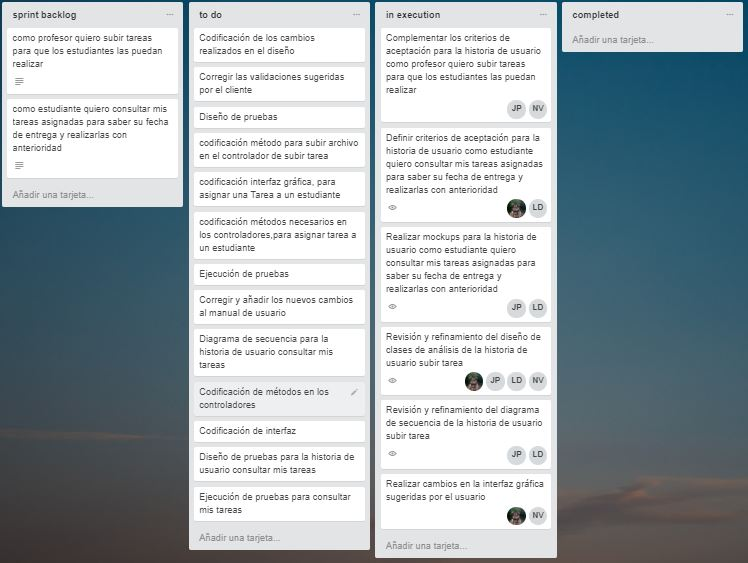 sprint backlog
como profesor quiero subir tareas
para que los estudiantes las puedan
realizar
como estudiante quiero consultar mis
tareas asignadas para saber su fecha
de entrega y realizarlas con
anterioridad
Añadir una tarjeta...
to do
Codificación de los cambios
realizados en el diseño
Corregir las validaciones sugeridas
por el cliente
Diseño de pruebas
codificación método para subir archivo
en el controlador de subir tarea
codificación interfaz gráfica, para
asignar una Tarea a un estudiante
codificación métodos necesarios en
los controladores,para asignar tarea a
un estudiante
Ejecución de pruebas
Corregir y añadir los nuevos cambios
al manual de usuario
Diagrama de secuencia para la
historia de usuario consultar mis
tareas
Codificación de métodos en los
controladores
Codificación de interfaz
Diseño de pruebas para la historia de
usuario consultar mis tareas
Ejecución de pruebas para consultar
mis tareas
Añadir una tarjeta...
in execution
Complementar los criterios de
aceptación para la historia de usuario
como profesor quiero subir tareas
para que los estudiantes las puedan
realizar
JP NV
Definir criterios de aceptación para la
historia de usuario como estudiante
quiero consultar mis tareas asignadas
para saber su fecha de entrega y
realizarlas con anterioridad
LD
Realizar mockups para la historia de
usuario como estudiante quiero
consultar mis tareas asignadas para
saber su fecha de entrega y
realizarlas con anterioridad
JP LD
Revisión y refinamiento del diseño de
clases de análisis de la historia de
usuario subir tarea
JP LD NV
Revisión y refinamiento del diagrama
de secuencia de la historia de usuario
subir tarea
JP LD
Realizar cambios en la interfaz gráfica
sugeridas por el usuario
NV
Añadir una tarjeta...
completed
Añadir una tarjeta...